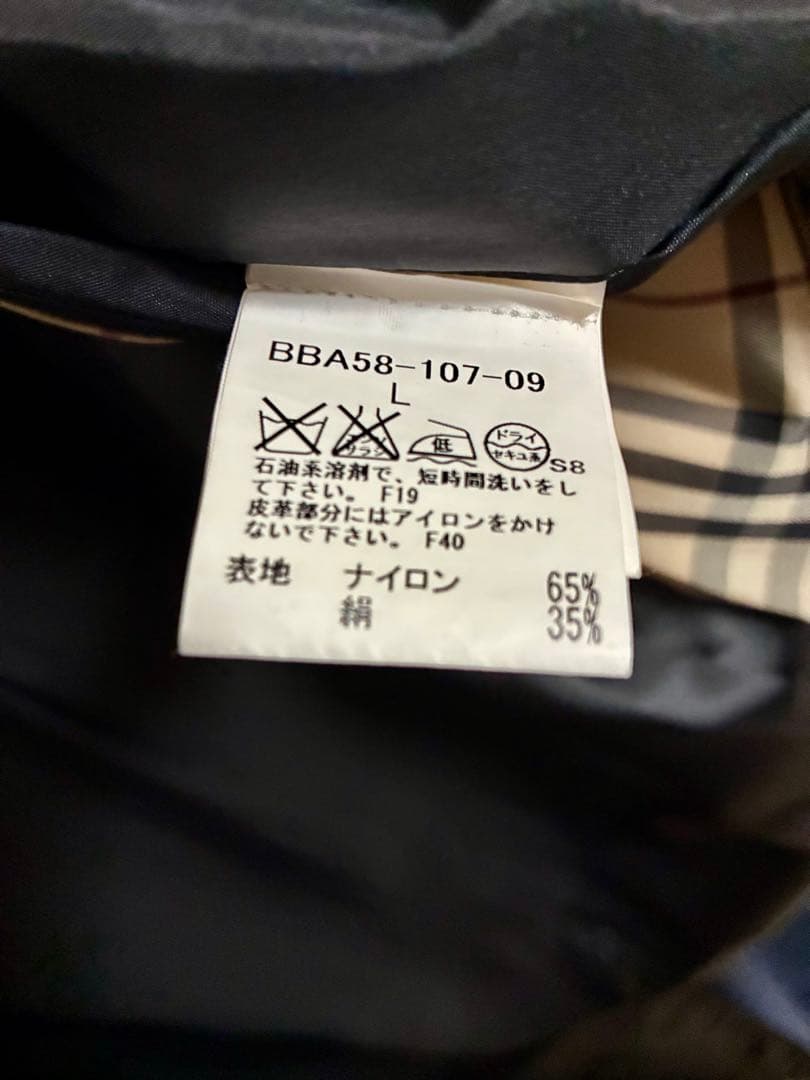 BBA58-107-09
L
低
ドライ
セキユ系
S8
石油系溶剤で、短時間洗いをし
て下さい。 F19
皮革部分にはアイロンをかけ
ないで下さい。 F40
表地 ナイロン 65%
絹 35%